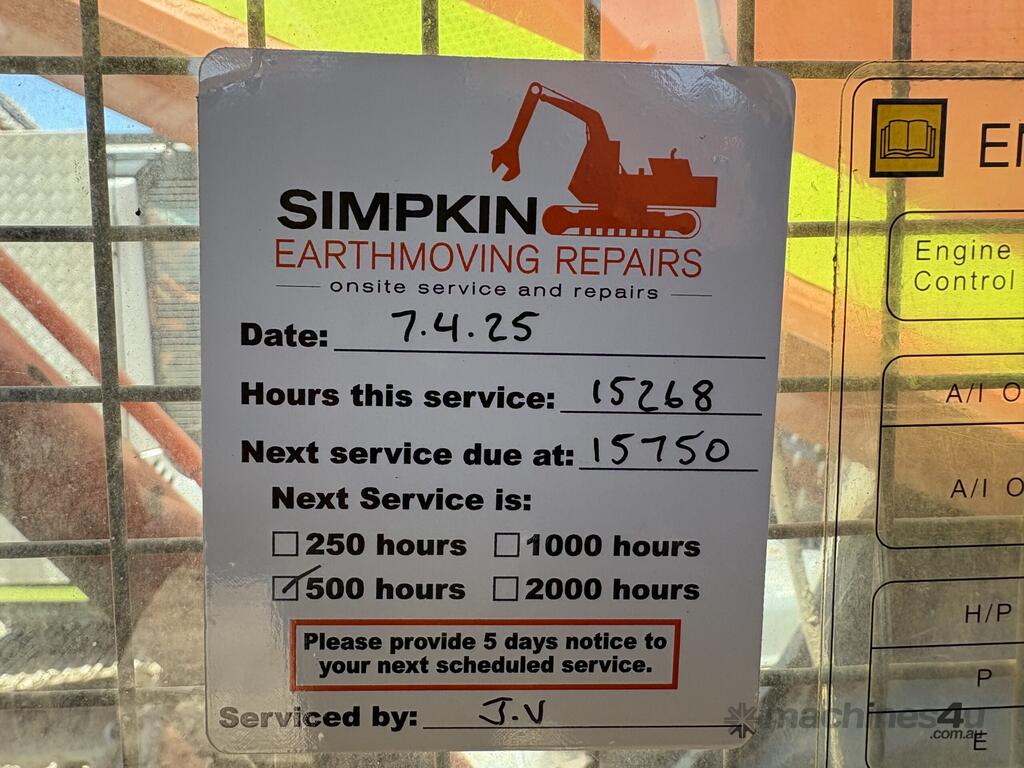 SIMPKIN
EARTHMOVING REPAIRS
onsite service and repairs
Date: 7.4.25
Hours this service: 15268
Next service due at: 15750
Next Service is:
250 hours 1000 hours
500 hours 2000 hours
Please provide 5 days notice to
your next scheduled service.
Serviced by: J.V
Engine
Control
A/I
A/I
H/P
P
E
machines4u
.com.au